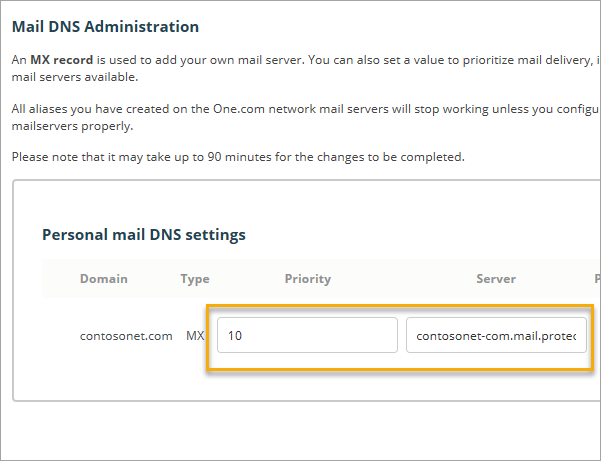 Mail DNS Administration
An MX record is used to add your own mail server. You can also set a value to prioritize mail delivery, i
mail servers available.
All aliases you have created on the One.com network mail servers will stop working unless you configu
mailservers properly.
Please note that it may take up to 90 minutes for the changes to be completed.
Personal mail DNS settings
Domain Type Priority Server P
contosonet.com MX 10 contosonet-com.mail.protec